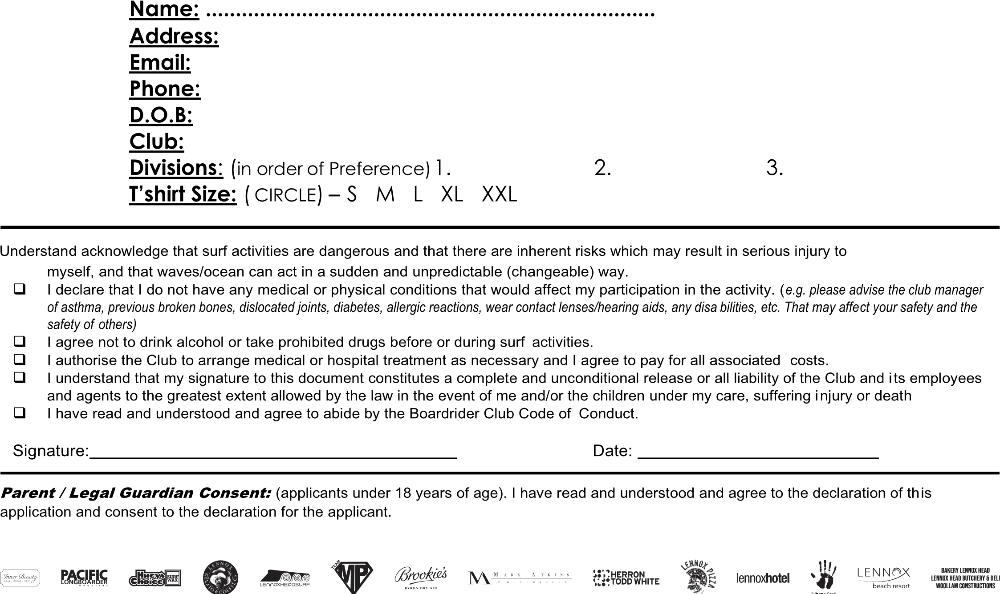 Name: ...........................................................................
Address:
Email:
Phone:
D.O.B:
Club:
Divisions: (in order of Preference) 1. 2. 3.
T’shirt Size: ( CIRCLE) – S M L XL XXL
Understand acknowledge that surf activities are dangerous and that there are inherent risks which may result in serious injury to
myself, and that waves/ocean can act in a sudden and unpredictable (changeable) way.
❑ I declare that I do not have any medical or physical conditions that would affect my participation in the activity. (e.g. please advise the club manager
of asthma, previous broken bones, dislocated joints, diabetes, allergic reactions, wear contact lenses/hearing aids, any disa bilities, etc. That may affect your safety and the
safety of others)
❑ I agree not to drink alcohol or take prohibited drugs before or during surf activities.
❑ I authorise the Club to arrange medical or hospital treatment as necessary and I agree to pay for all associated costs.
❑ I understand that my signature to this document constitutes a complete and unconditional release or all liability of the Club and its employees
and agents to the greatest extent allowed by the law in the event of me and/or the children under my care, suffering injury or death
❑ I have read and understood and agree to abide by the Boardrider Club Code of Conduct.
Signature: Date:
Parent / Legal Guardian Consent: (applicants under 18 years of age). I have read and understood and agree to the declaration of this
application and consent to the declaration for the applicant.
Inner Beauty
PACIFIC
LONGBOARDER
MAGAZINE
Huey's
Choice
SURF
WAX
LENNOX
GELATO & COFFEE Co.
LENNOXHEADSURF
TEAM
MP
Brookie's
BYRON DRY GIN
MA MARK ATKINS
PHOTOGRAPHY
HERRON
TODD WHITE
LENNOX PIZZA
lennoxhotel
LENNOX
beach resort
BAKERY LENNOX HEAD
LENNOX HEAD BUTCHERY & DELI
WOOLLAM CONSTRUCTIONS